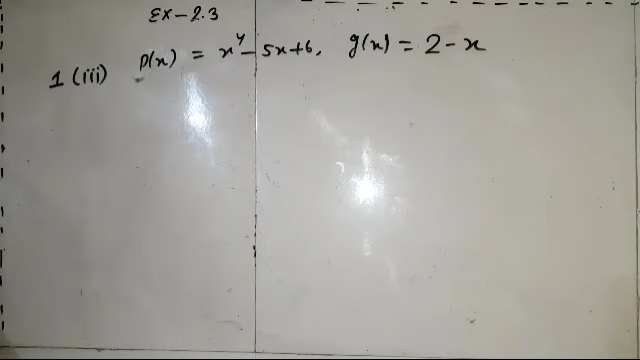 Ex-2.3
1 (iii) p(x) = x⁴-5x+6, g(x) = 2-x